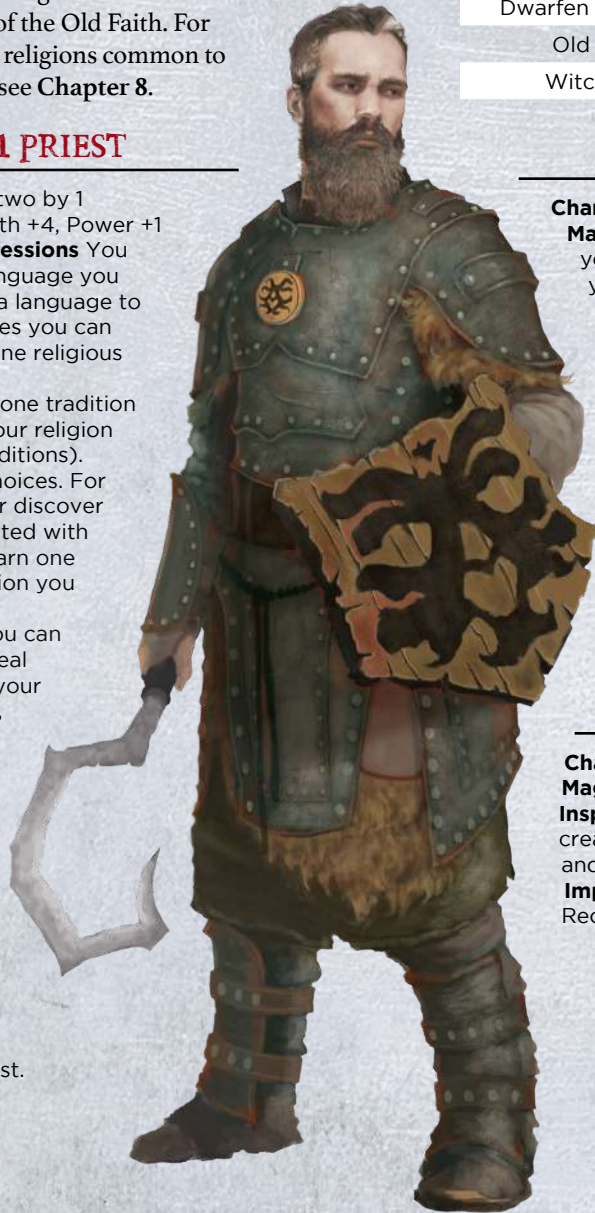 of the Old Faith. For
religions common to
see Chapter 8.
1 PRIEST
two by 1
th +4, Power +1
essions You
nguage you
a language to
es you can
ne religious
one tradition
our religion
ditions).
hoices. For
r discover
ted with
arn one
ion you
ou can
eal
your
st.
Dwarfen
Old
Witc
Char
Ma
yo
y
Cha
Mag
Insp
crea
and
Imp
Rec